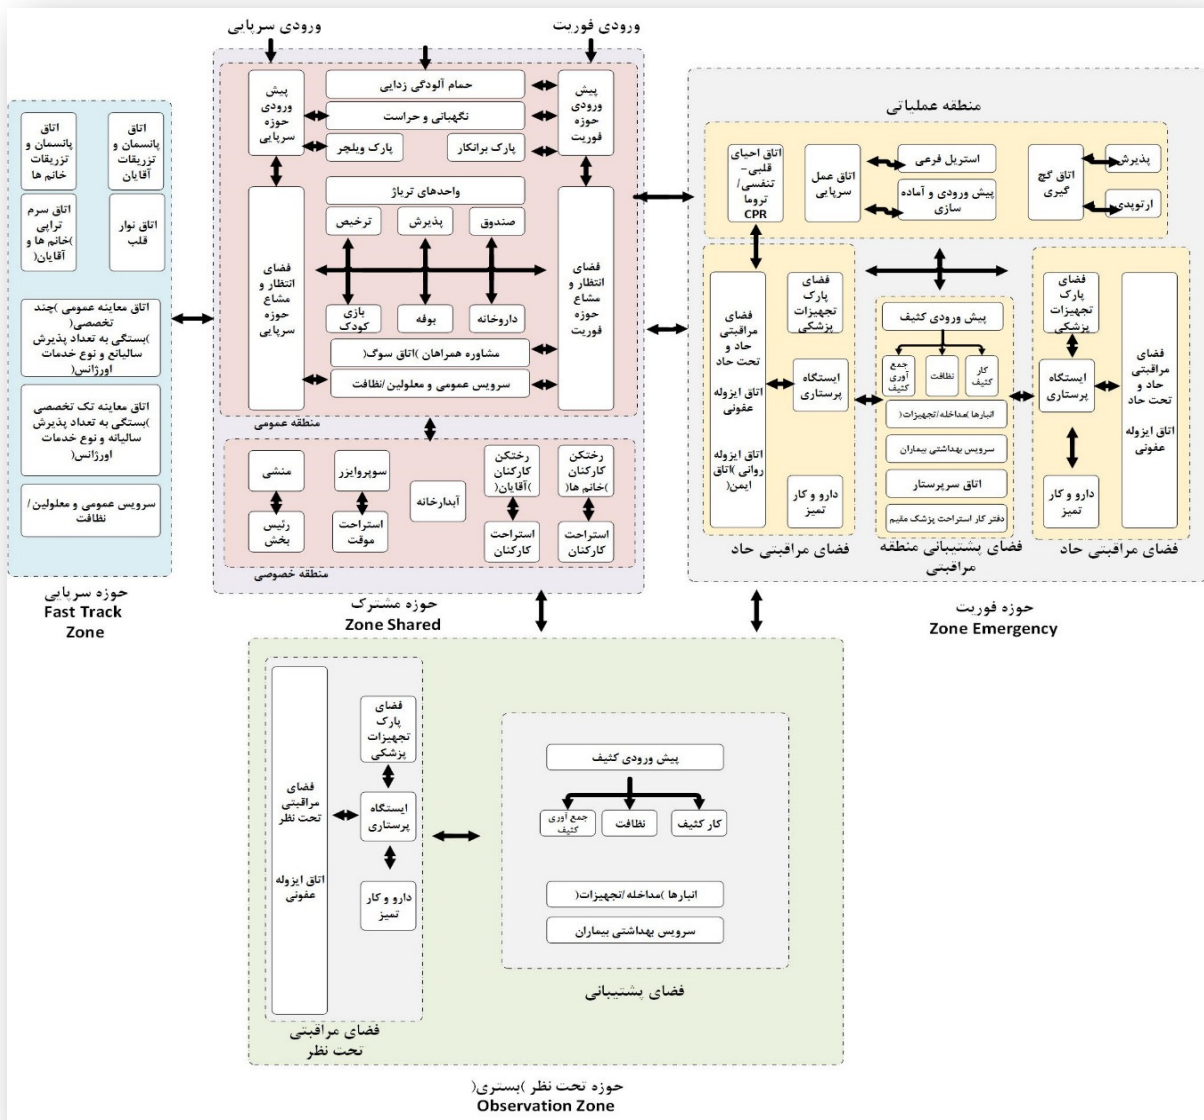 ورودی فوریت
ورودی سرپایی
پیش
ورودی
حوزه
فوریت
حمام آلودگی زدایی
نگهبانی و حراست
پارک برانکار
پارک ویلچر
پیش
ورودی
حوزه
سرپایی
فضای
انتظار و
مشاع
حوزه
فوریت
واحدهای تریاژ
صندوق
پذیرش
ترخیص
داروخانه
بوفه
بازی
کودک
مشاوره همراهان )اتاق سوگ(
سرویس عمومی و معلولین/نظافت
فضای
انتظار و
مشاع
حوزه
سرپایی
منطقه عمومی
رختکن
کارکنان
)خانم ها(
استراحت
کارکنان
رختکن
کارکنان
)آقایان(
استراحت
کارکنان
آبدارخانه
سوپروایزر
استراحت
موقت
منشی
رئیس
بخش
منطقه خصوصی
حوزه مشترک
Zone Shared
منطقه عملیاتی
پذیرش
ارتوپدی
اتاق گچ
گیری
استریل فرعی
پیش ورودی و آماده
سازی
اتاق عمل
سرپایی
اتاق احیای
قلبی–
تنفسی/
تروما
CPR
فضای
مراقبتی
حاد و
تحت حاد
اتاق ایزوله
عفونی
فضای
پارک
تجهیزات
پزشکی
ایستگاه
پرستاری
دارو و کار
تمیز
فضای مراقبتی حاد
پیش ورودی کثیف
کار
کثیف
نظافت
جمع
آوری
کثیف
انبارها )مداخله/تجهیزات(
سرویس بهداشتی بیماران
اتاق سرپرستار
دفتر کار استراحت پزشک مقیم
فضای پشتیبانی منطقه
مراقبتی
فضای
پارک
تجهیزات
پزشکی
ایستگاه
پرستاری
دارو و کار
تمیز
فضای
مراقبتی
حاد و
تحت حاد
اتاق ایزوله
عفونی
اتاق ایزوله
روانی )اتاق
ایمن(
فضای مراقبتی حاد
حوزه فوریت
Zone Emergency
اتاق
پانسمان و
تزریقات
آقایان
اتاق
پانسمان و
تزریقات
خانم ها
اتاق نوار
قلب
اتاق سرم
تراپی
)خانم ها و
آقایان(
اتاق معاینه عمومی )چند
تخصصی(
)بستگی به تعداد پذیرش
سالیانع و نوع خدمات
اورژانس(
اتاق معاینه تک تخصصی
)بستگی به تعداد پذیرش
سالیانه و نوع خدمات
اورژانس(
سرویس عمومی و معلولین/
نظافت
حوزه سرپایی
Fast Track
Zone
پیش ورودی کثیف
کار کثیف
نظافت
جمع آوری
کثیف
انبارها )مداخله/تجهیزات(
سرویس بهداشتی بیماران
فضای پشتیبانی
فضای
پارک
تجهیزات
پزشکی
ایستگاه
پرستاری
دارو و کار
تمیز
فضای
مراقبتی
تحت نظر
اتاق ایزوله
عفونی
فضای مراقبتی
تحت نظر
حوزه تحت نظر )بستری(
Observation Zone